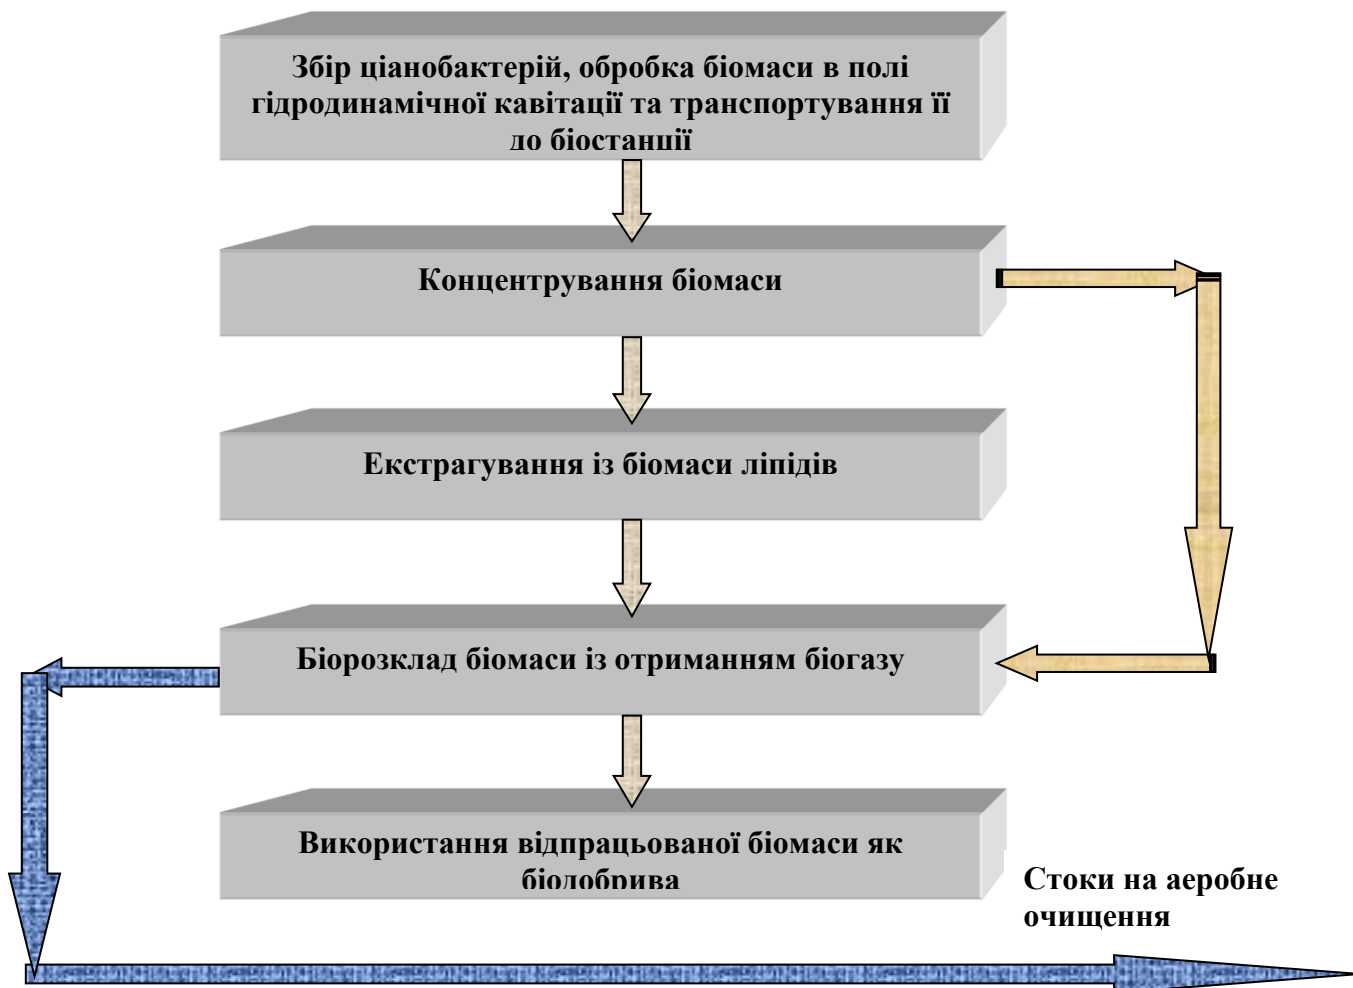 Збір ціанобактерій, обробка біомаси в полі
гідродинамічної кавітації та транспортування її
до біостанції
Концентрування біомаси
Екстрагування із біомаси ліпідів
Біорозклад біомаси із отриманням біогазу
Використання відпрацьованої біомаси як
біодобрива
Стоки на аеробне
очищення